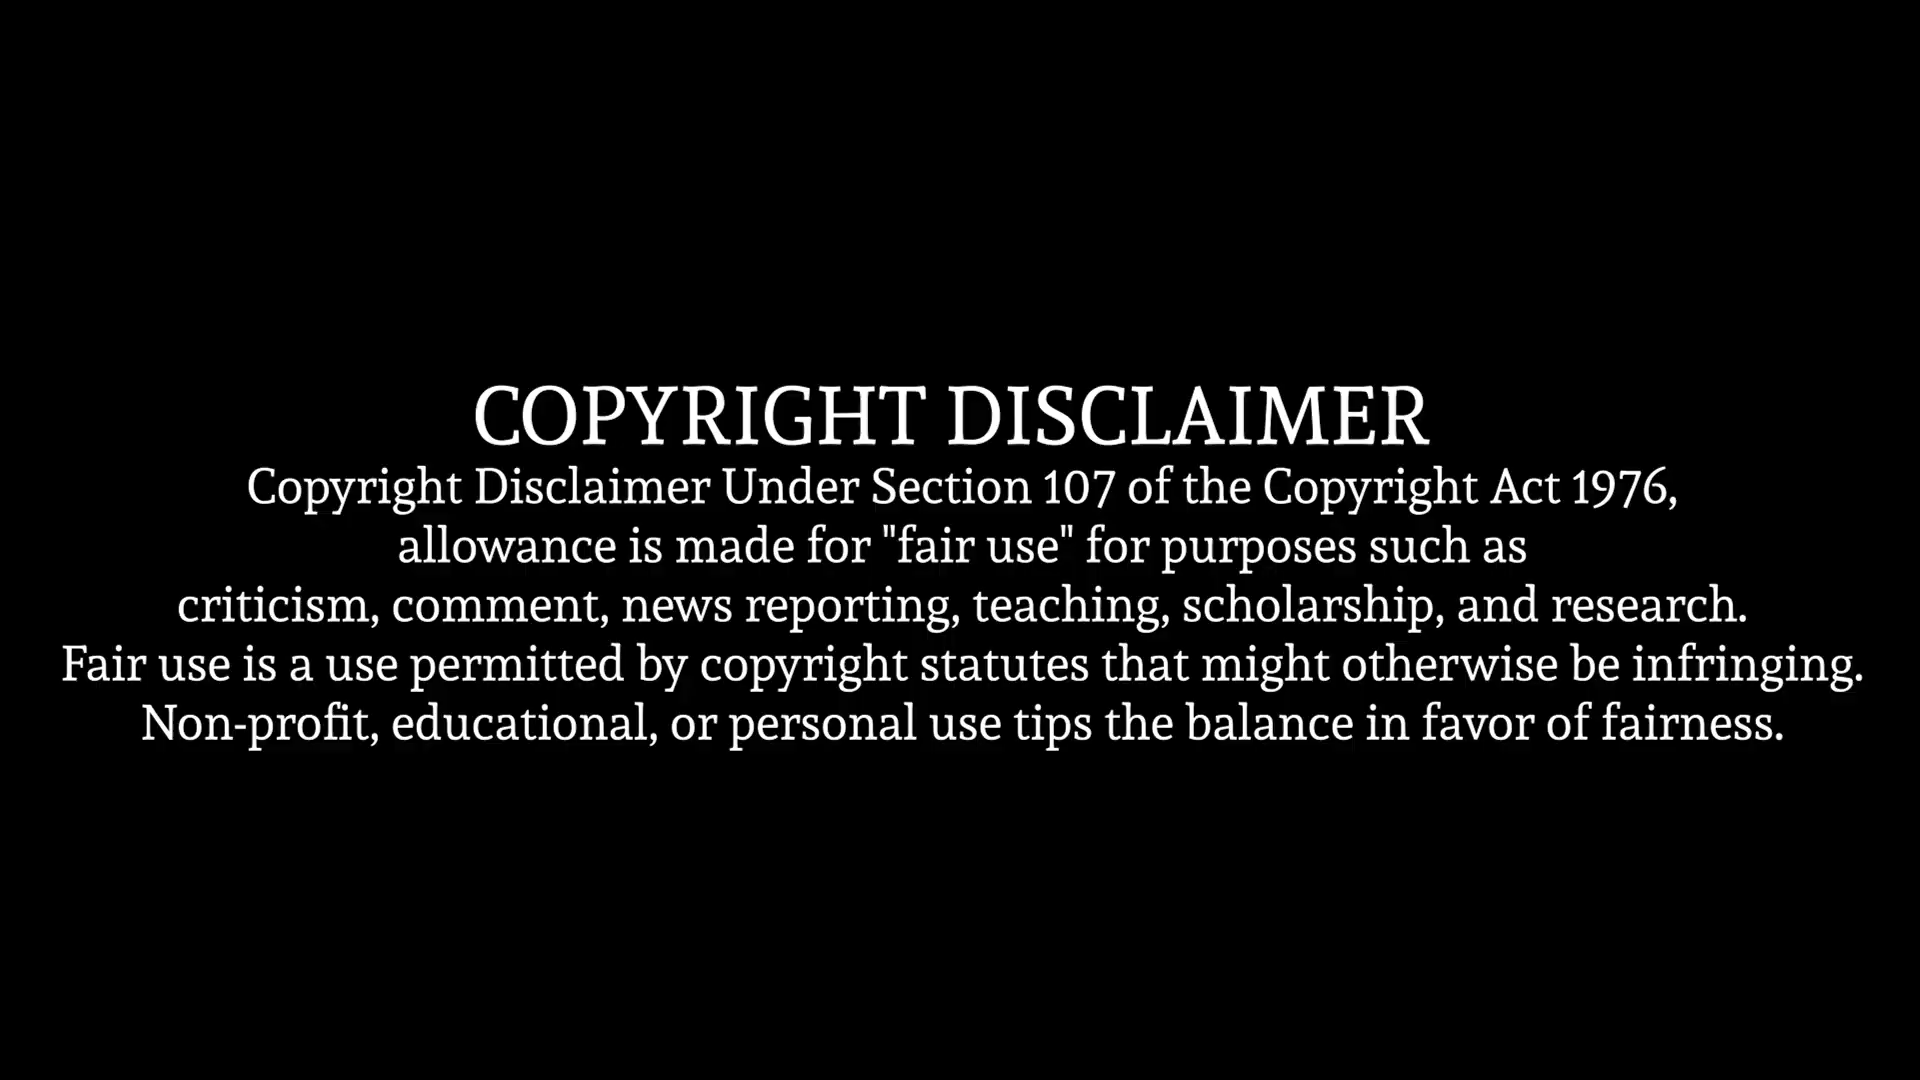 COPYRIGHT DISCLAIMER
Copyright Disclaimer Under Section 107 of the Copyright Act 1976,
allowance is made for "fair use" for purposes such as
criticism, comment, news reporting, teaching, scholarship, and research.
Fair use is a use permitted by copyright statutes that might otherwise be infringing.
Non-profit, educational, or personal use tips the balance in favor of fairness.